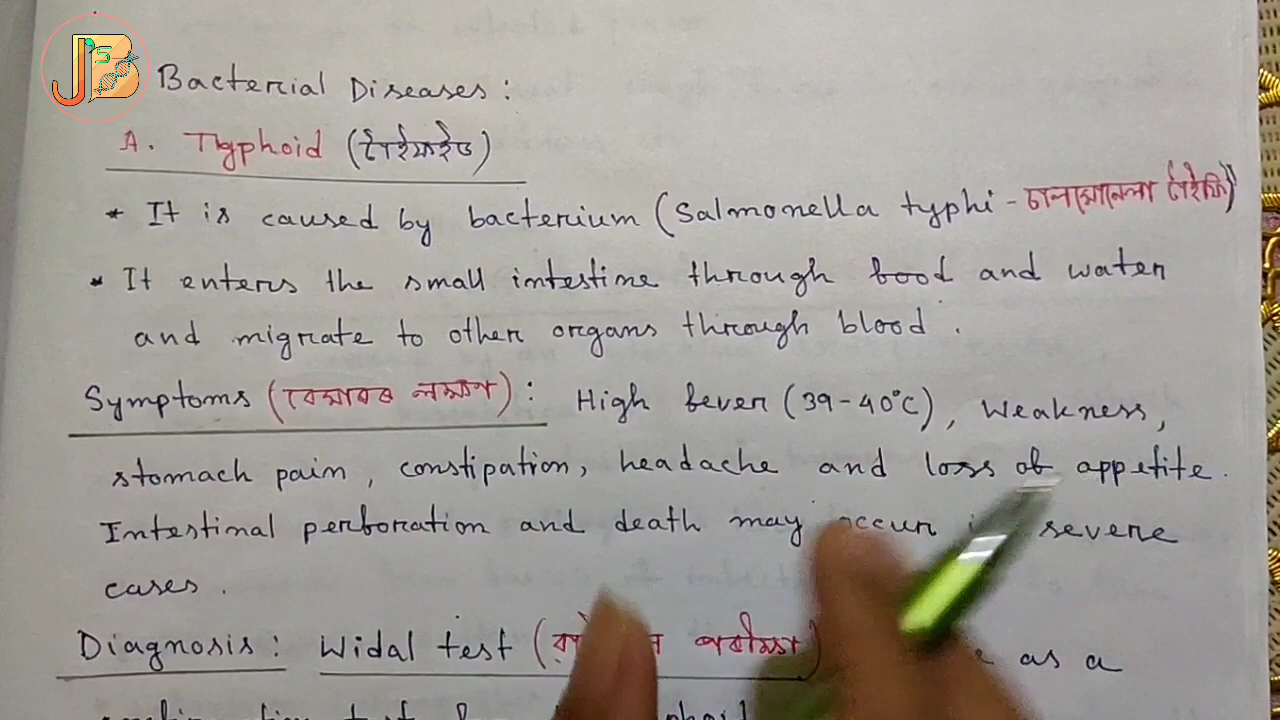 JSB
Bacterial Diseases:
A. Typhoid (টাইফইড)
* It is caused by bacterium (Salmonella typhi - চালমোনেলা টাইফি)
* It enters the small intestine through food and water
and migrate to other organs through blood.
Symptoms (বেমাৰৰ লক্ষণ): High fever (39-40°C), Weakness,
stomach pain, constipation, headache and loss of appetite.
Intestinal perforation and death may occur severe
cases.
Diagnosis: Widal test (পৰীক্ষা) as a